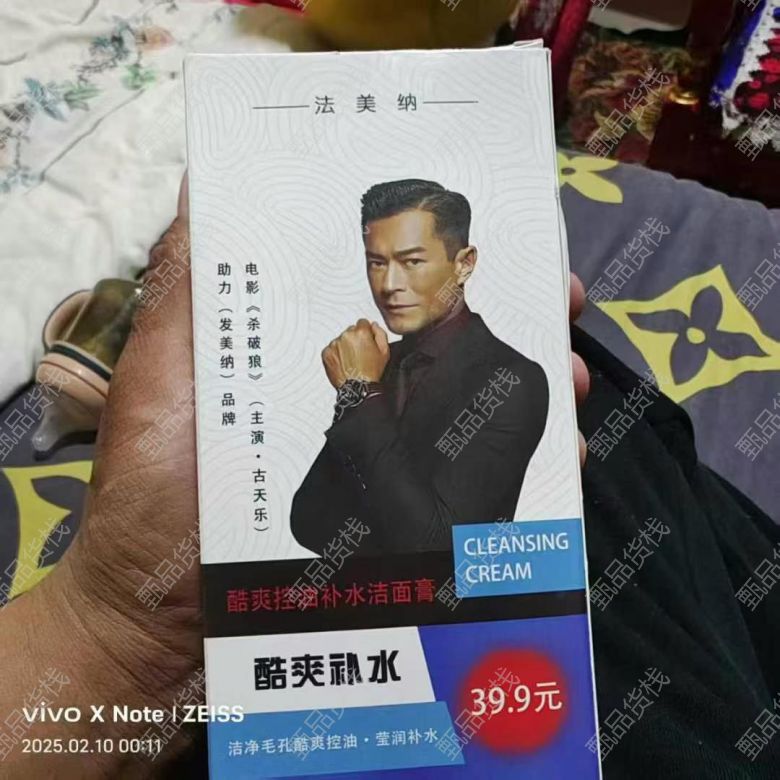 法美纳
电影《杀破狼》（主演·古天乐）
助力（发美纳）品牌
CLEANSING
CREAM
酷爽控油补水洁面膏
酷爽补水
39.9元
洁净毛孔酷爽控油·莹润补水
vivo X Note | ZEISS
2025.02.10 00:11
甄品货栈